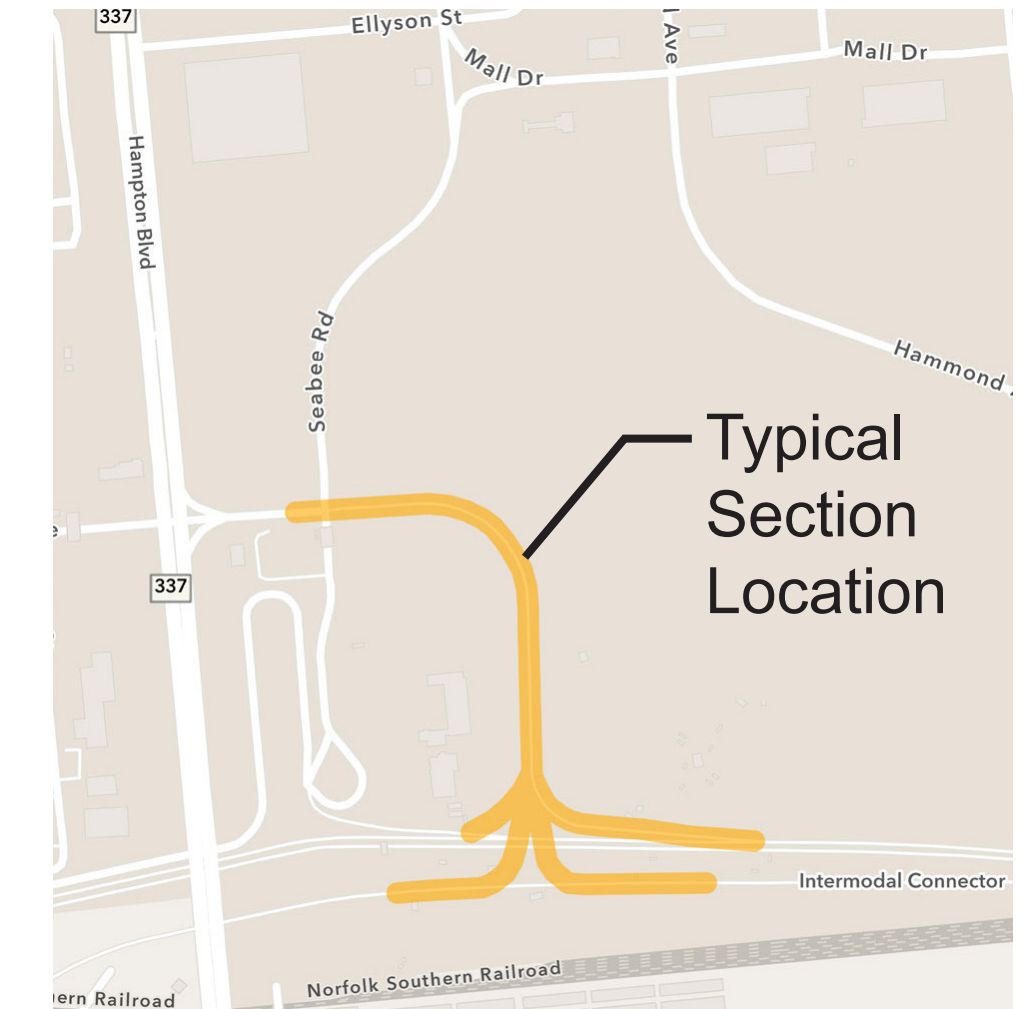 337
Ellyson St
Ave
Mall Dr
Mall Dr
Hampton Blvd
Seabee Rd
Hammond
Typical
Section
Location
337
Intermodal Connector
Norfolk Southern Railroad
ern Railroad